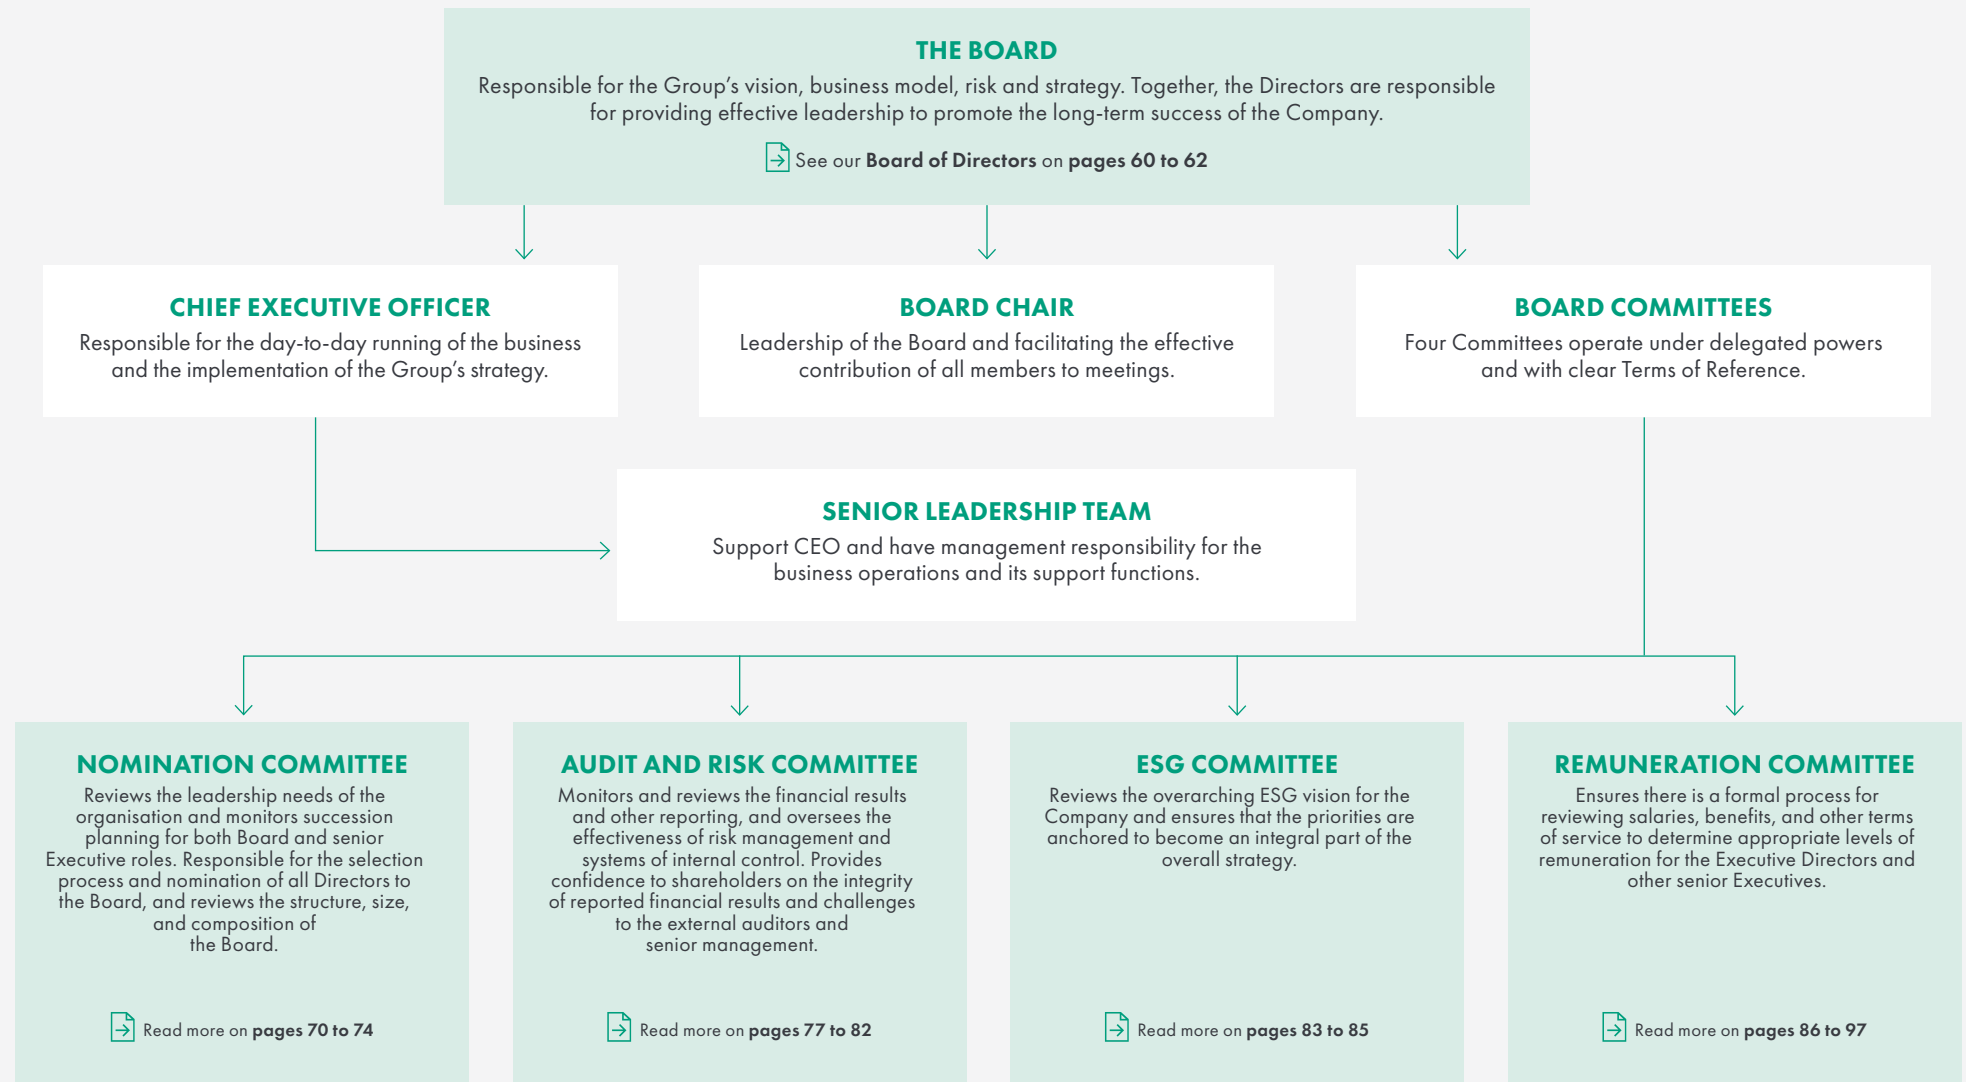 THE BOARD
Responsible for the Group's vision, business model, risk and strategy. Together, the Directors are responsible
for providing effective leadership to promote the long-term success of the Company.
See our Board of Directors on pages 60 to 62
CHIEF EXECUTIVE OFFICER
Responsible for the day-to-day running of the business
and the implementation of the Group's strategy.
BOARD CHAIR
Leadership of the Board and facilitating the effective
contribution of all members to meetings.
BOARD COMMITTEES
Four Committees operate under delegated powers
and with clear Terms of Reference.
SENIOR LEADERSHIP TEAM
Support CEO and have management responsibility for the
business operations and its support functions.
NOMINATION COMMITTEE
Reviews the leadership needs of the
organisation and monitors succession
planning for both Board and senior
Executive roles. Responsible for the selection
process and nomination of all Directors to
the Board, and reviews the structure, size,
and composition of
the Board.
Read more on pages 70 to 74
AUDIT AND RISK COMMITTEE
Monitors and reviews the financial results
and other reporting, and oversees the
effectiveness of risk management and
systems of internal control. Provides
confidence to shareholders on the integrity
of reported financial results and challenges
to the external auditors and
senior management.
Read more on pages 77 to 82
ESG COMMITTEE
Reviews the overarching ESG vision for the
Company and ensures that the priorities are
anchored to become an integral part of the
overall strategy.
Read more on pages 83 to 85
REMUNERATION COMMITTEE
Ensures there is a formal process for
reviewing salaries, benefits, and other terms
of service to determine appropriate levels of
remuneration for the Executive Directors and
other senior Executives.
Read more on pages 86 to 97